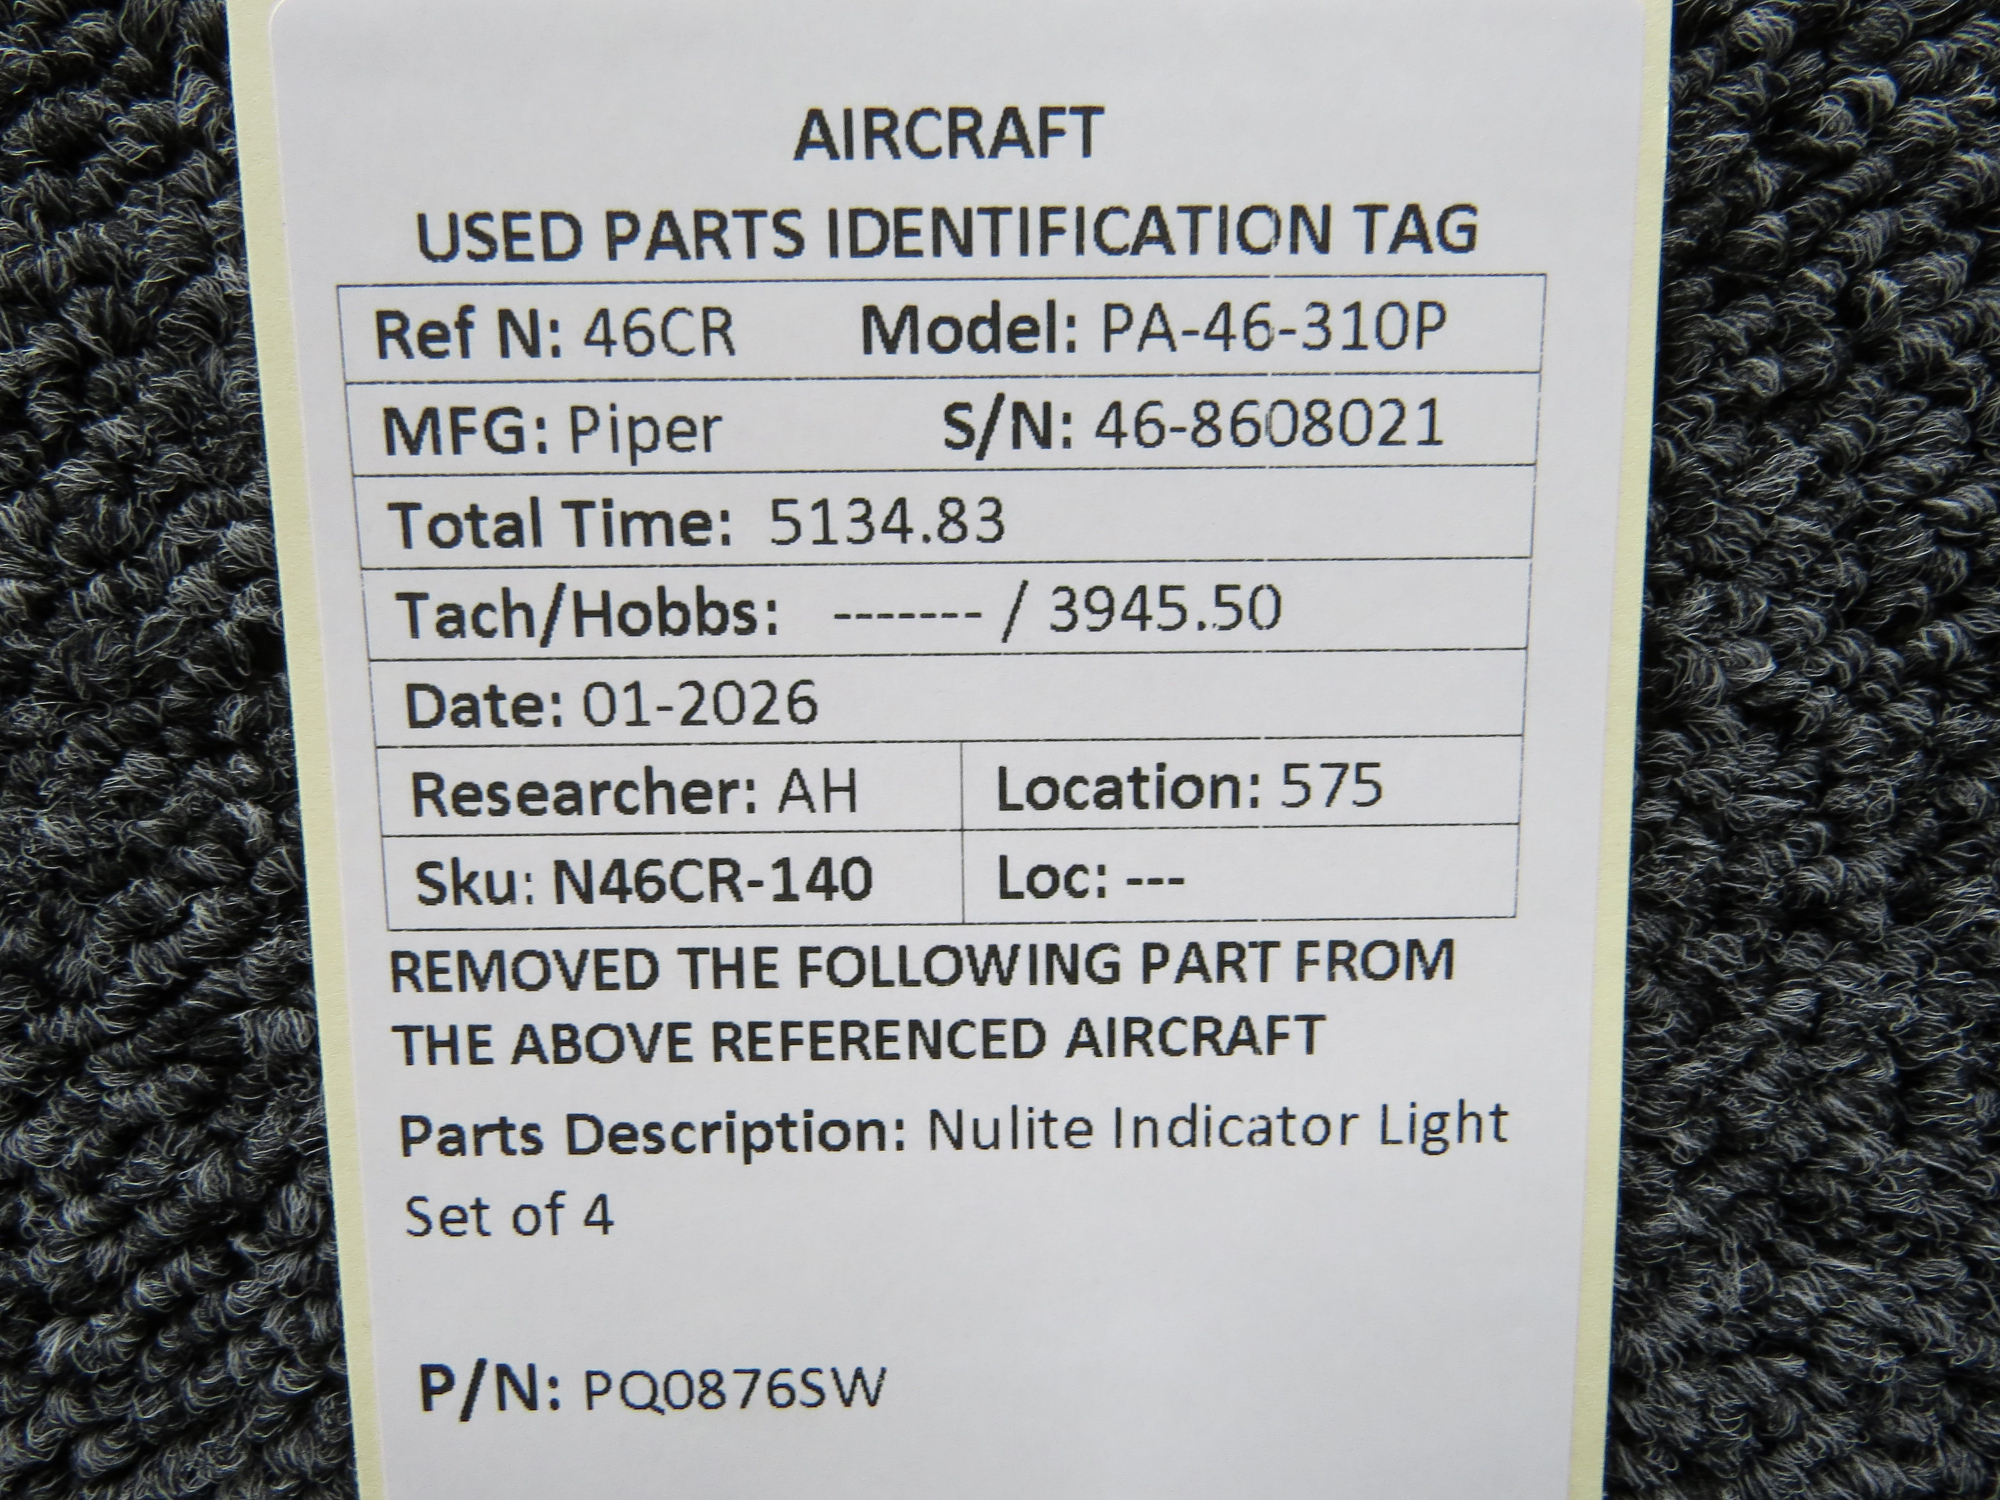 AIRCRAFT
USED PARTS IDENTIFICATION TAG
Ref N: 46CR Model: PA-46-310P
MFG: Piper S/N: 46-8608021
Total Time: 5134.83
Tach/Hobbs: ------- / 3945.50
Date: 01-2026
Researcher: AH Location: 575
Sku: N46CR-140 Loc: ---
REMOVED THE FOLLOWING PART FROM
THE ABOVE REFERENCED AIRCRAFT
Parts Description: Nulite Indicator Light
Set of 4
P/N: PQ0876SW